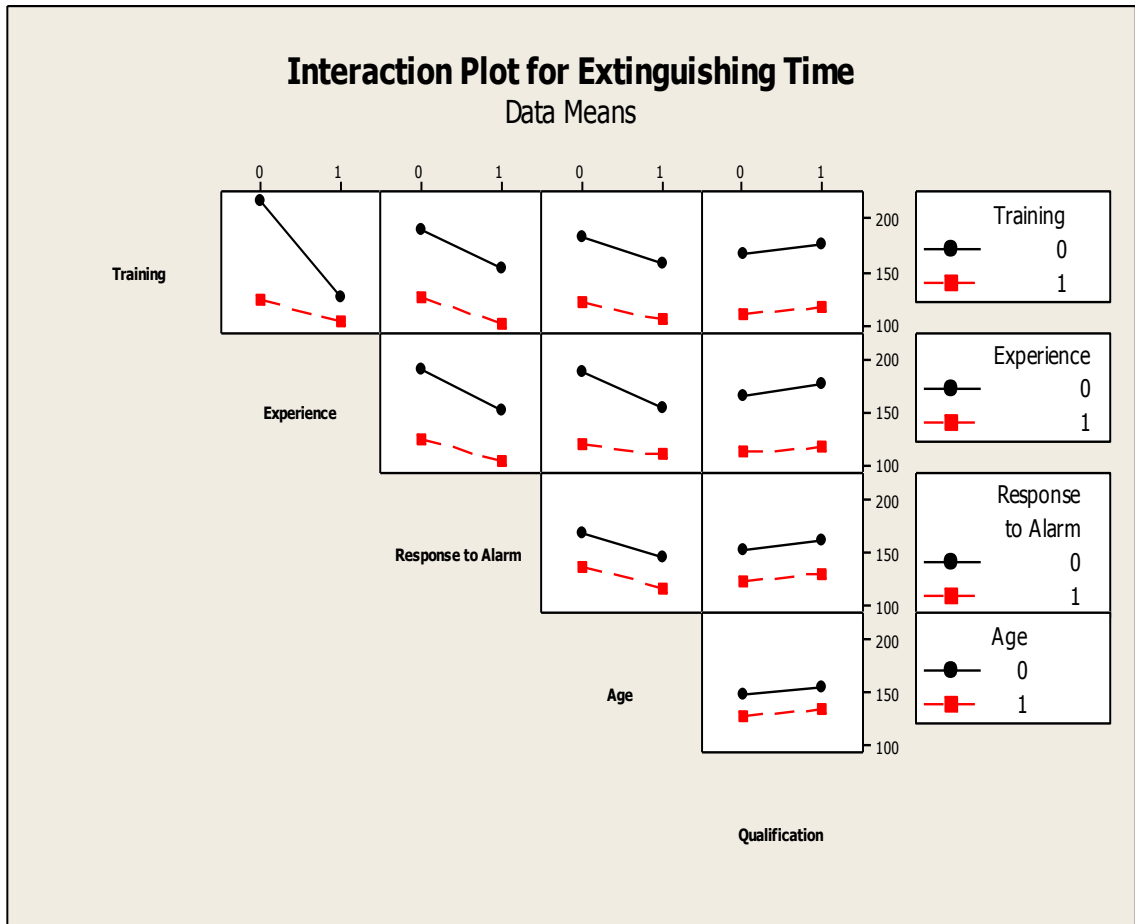 Interaction Plot for Extinguishing Time
Data Means
0 1 0 1 0 1 0 1
Training
200
150
100
Training
0
1
Experience
200
150
100
Experience
0
1
Response to Alarm
200
150
100
Response
to Alarm
0
1
Age
200
150
100
Age
0
1
Qualification